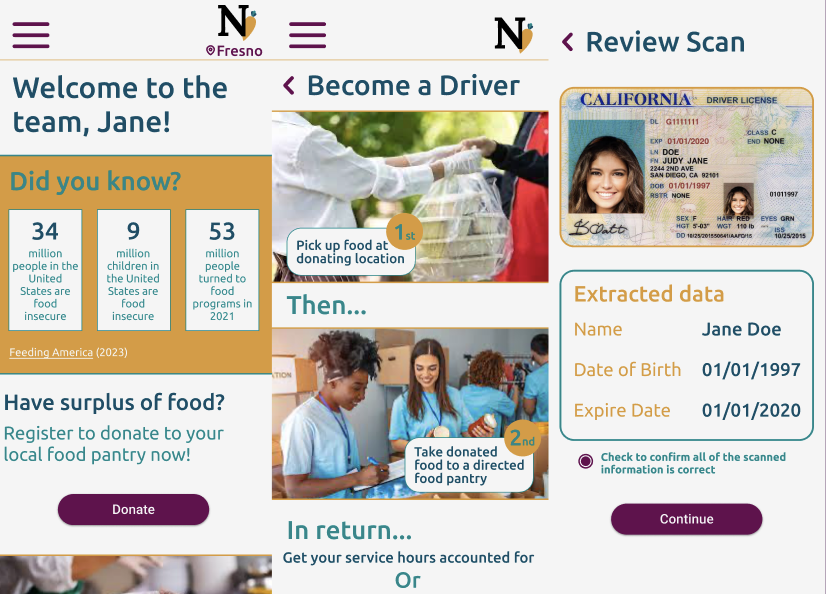 N
Fresno
Welcome to the
team, Jane!
Did you know?
34
million
people in the
United
States are
food
insecure
9
million
children in
the United
States are
food
insecure
53
million
people
turned to
food
programs in
2021
Feeding America (2023)
Have surplus of food?
Register to donate to your
local food pantry now!
Donate
N
Become a Driver
1st
Pick up food at
donating location
Then...
2nd
Take donated
food to a directed
food pantry
In return...
Get your service hours accounted for
Or
Review Scan
CALIFORNIA DRIVER LICENSE
DL G1111111
CLASS C
EXP 01/01/2020 END NONE
LN DOE
FN JUDY JANE
2244 2ND AVE
SAN DIEGO, CA 92101
DOB 01/01/1997
RSTR NONE 01011997
SEX F HAIR RED EYES GRN
HGT 5'-03" WGT 110 lb ISS
DD 10/25/2015 10/25/2015
Extracted data
Name Jane Doe
Date of Birth 01/01/1997
Expire Date 01/01/2020
Check to confirm all of the scanned
information is correct
Continue